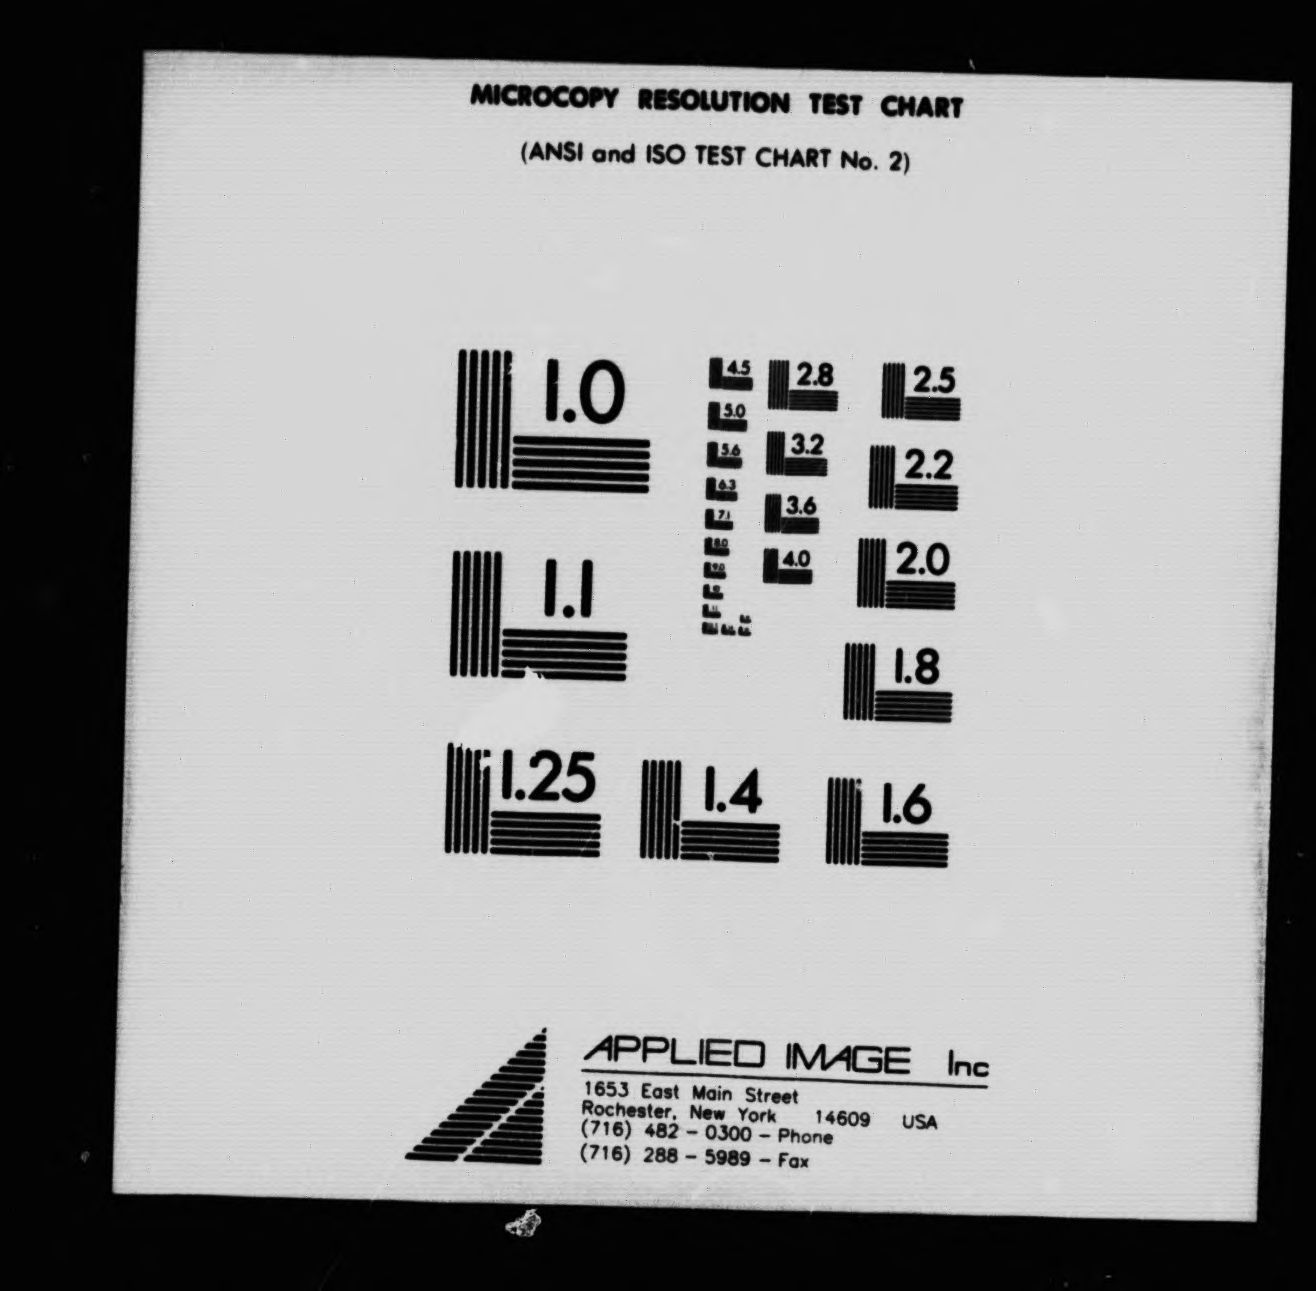 MICROCOPY RESOLUTION TEST CHART
(ANSI and ISO TEST CHART No. 2)
1.0
1.1
1.25
1.4
1.6
1.8
2.0
2.2
2.5
2.8
3.2
3.6
4.0
4.5
5.0
5.6
6.3
7.1
8.0
9.0
APPLIED IMAGE Inc
1653 East Main Street
Rochester, New York 14609 USA
(716) 482 - 0300 - Phone
(716) 288 - 5989 - Fax